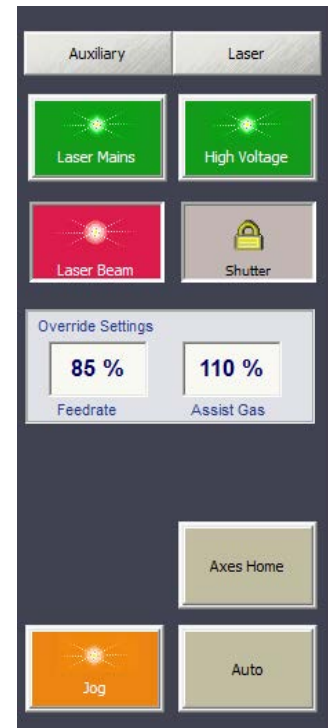 Auxiliary Laser
Laser Mains High Voltage
Laser Beam Shutter
Override Settings
85 % 110 %
Feedrate Assist Gas
Axes Home
Jog Auto